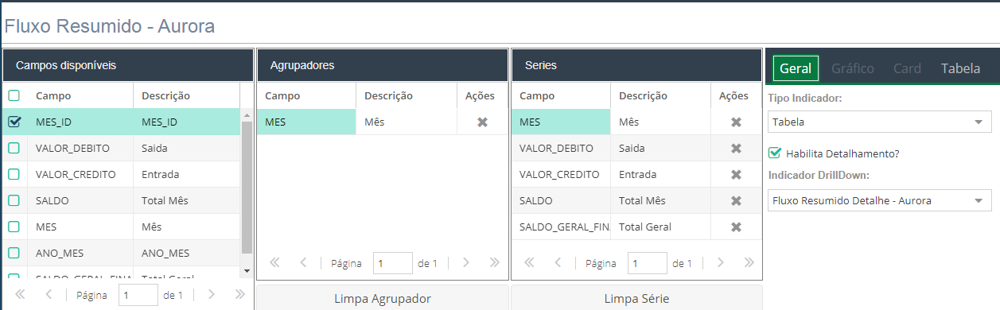 Fluxo Resumido - Aurora
Campos disponíveis
Campo Descrição
MES_ID MES_ID
VALOR_DEBITO Saida
VALOR_CREDITO Entrada
SALDO Total Mês
MES Mês
ANO_MES ANO_MES
SALDO_GERAL_FINA Total Geral
Página 1 de 1
Agrupadores
Campo Descrição Ações
MES Mês
Página 1 de 1
Limpa Agrupador
Series
Campo Descrição Ações
MES Mês
VALOR_DEBITO Saida
VALOR_CREDITO Entrada
SALDO Total Mês
SALDO_GERAL_FINA Total Geral
Página 1 de 1
Limpa Série
Geral Gráfico Card Tabela
Tipo Indicador:
Tabela
Habilita Detalhamento?
Indicador DrillDown:
Fluxo Resumido Detalhe - Aurora